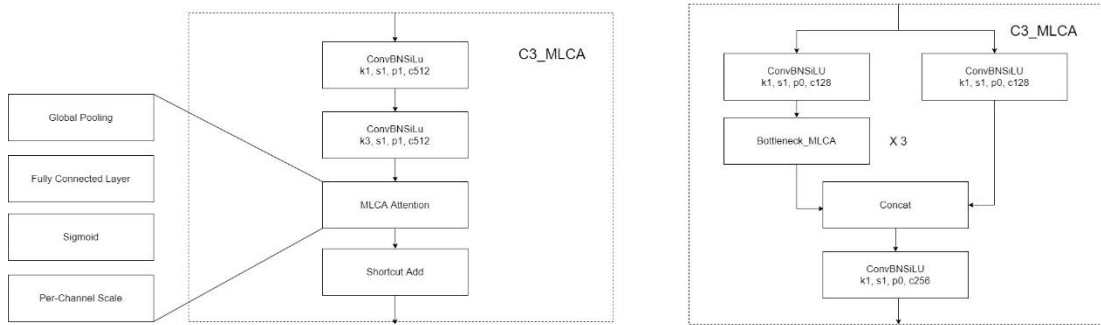 C3_MLCA
ConvBNSiLu
k1, s1, p1, c512
ConvBNSiLu
k3, s1, p1, c512
MLCA Attention
Shortcut Add
Global Pooling
Fully Connected Layer
Sigmoid
Per-Channel Scale
C3_MLCA
ConvBNSiLU
k1, s1, p0, c128
ConvBNSiLU
k1, s1, p0, c128
Bottleneck_MLCA
X 3
Concat
ConvBNSiLU
k1, s1, p0, c256